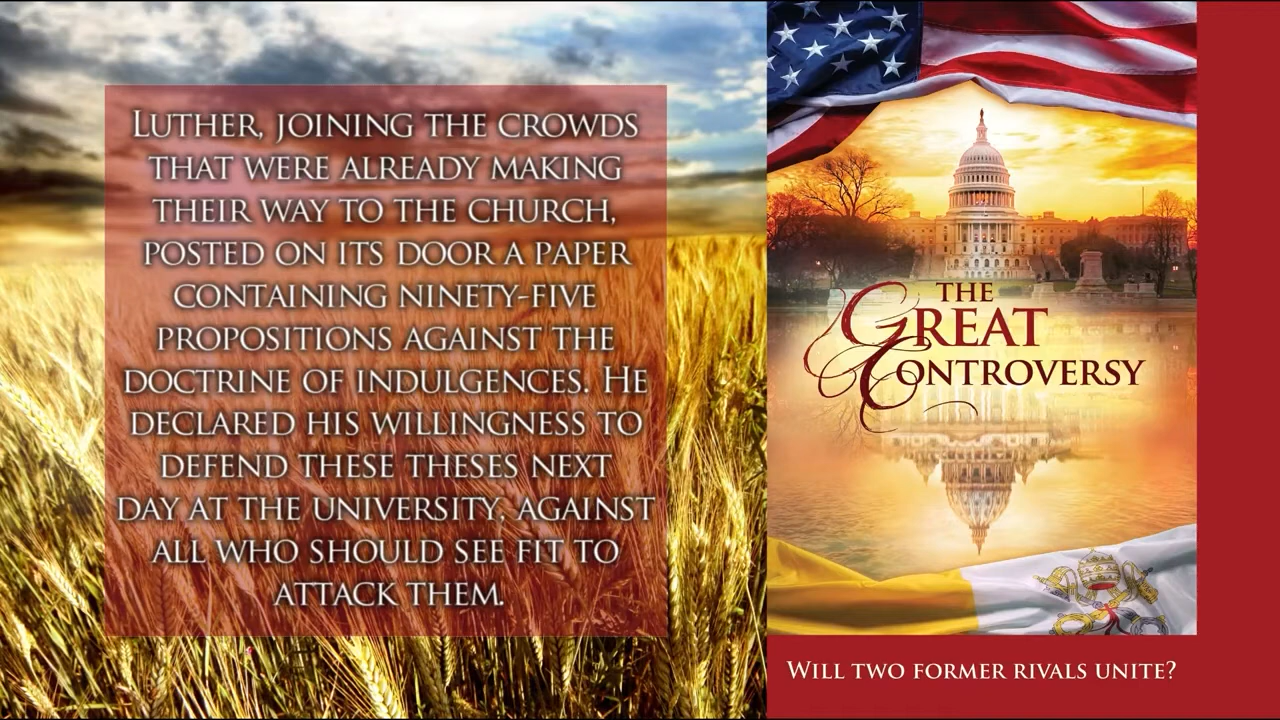 Luther, joining the crowds
that were already making
their way to the church,
posted on its door a paper
containing ninety-five
propositions against the
doctrine of indulgences. He
declared his willingness to
defend these theses next
day at the university, against
all who should see fit to
attack them.
The
Great
Controversy
Will two former rivals unite?